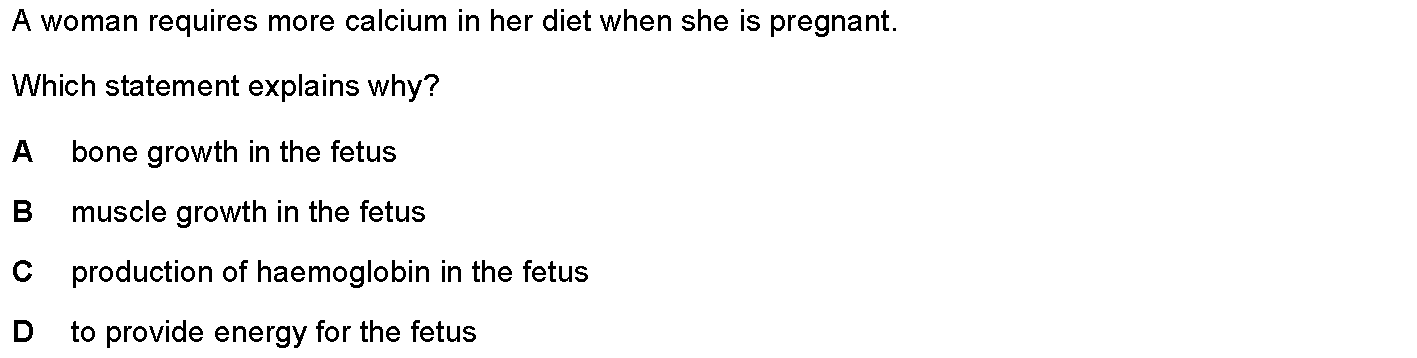 A woman requires more calcium in her diet when she is pregnant.
Which statement explains why?
A bone growth in the fetus
B muscle growth in the fetus
C production of haemoglobin in the fetus
D to provide energy for the fetus